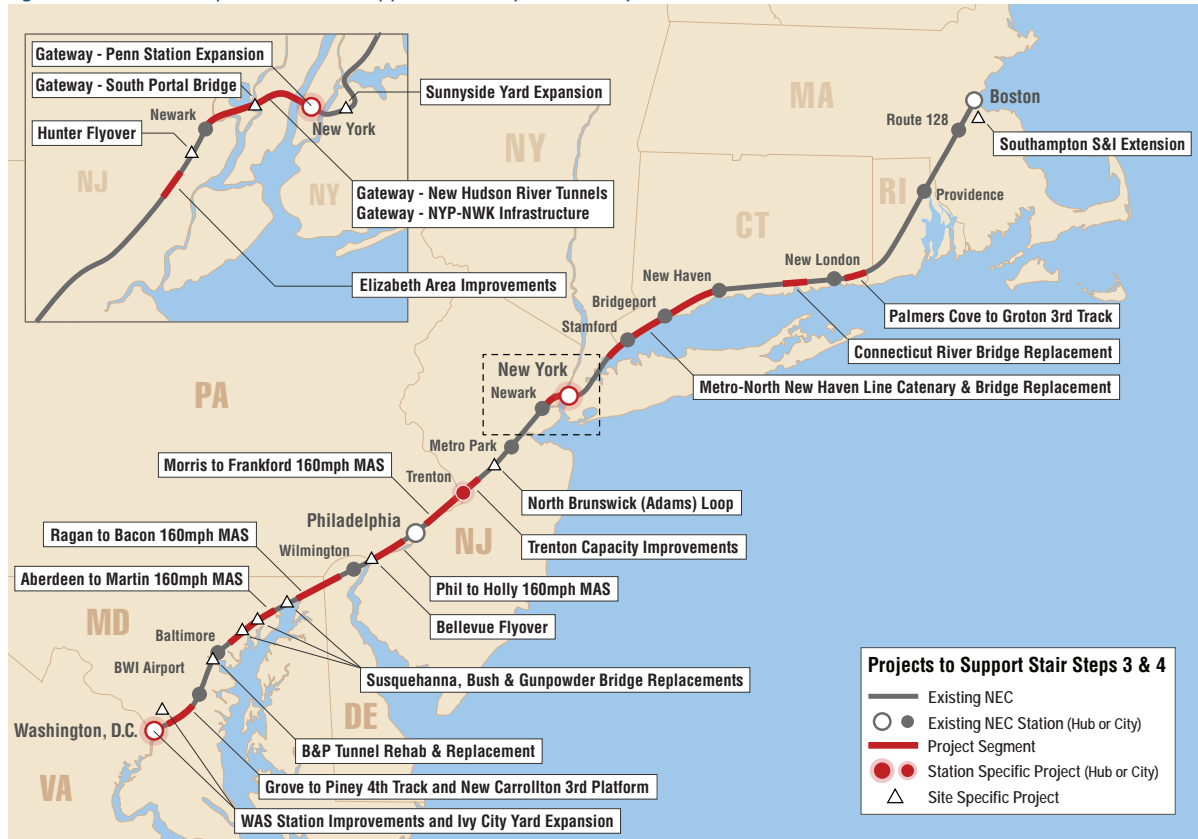 Gateway - Penn Station Expansion
Gateway - South Portal Bridge
Sunnyside Yard Expansion
Newark
New York
Hunter Flyover
NJ
NY
Gateway - New Hudson River Tunnels
Gateway - NYP-NWK Infrastructure
Elizabeth Area Improvements
NY
MA
Boston
Route 128
Southampton S&I Extension
RI
Providence
CT
New London
New Haven
Bridgeport
Stamford
Palmers Cove to Groton 3rd Track
Connecticut River Bridge Replacement
Metro-North New Haven Line Catenary & Bridge Replacement
New York
Newark
PA
Metro Park
Morris to Frankford 160mph MAS
Trenton
North Brunswick (Adams) Loop
Philadelphia
NJ
Trenton Capacity Improvements
Ragan to Bacon 160mph MAS
Wilmington
Aberdeen to Martin 160mph MAS
Phil to Holly 160mph MAS
MD
Bellevue Flyover
Baltimore
BWI Airport
Susquehanna, Bush & Gunpowder Bridge Replacements
DE
Washington, D.C.
B&P Tunnel Rehab & Replacement
VA
Grove to Piney 4th Track and New Carrollton 3rd Platform
WAS Station Improvements and Ivy City Yard Expansion
Projects to Support Stair Steps 3 & 4
Existing NEC
Existing NEC Station (Hub or City)
Project Segment
Station Specific Project (Hub or City)
Site Specific Project